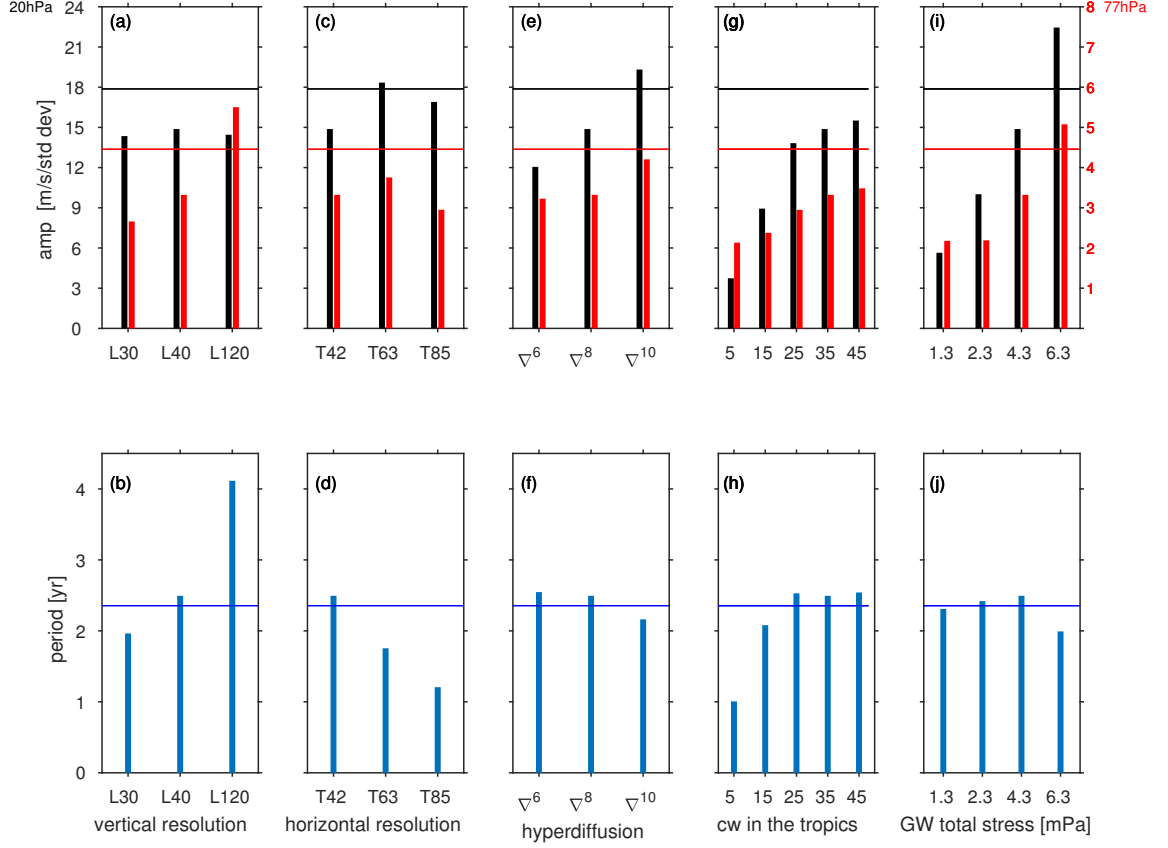 20hPa 24 (a) (c) (e) (g) (i) 8 77hPa
21 7
18 6
15 5
12 4
9 3
6 2
3 1
0
amp [m/s/std dev]
L30 L40 L120 T42 T63 T85 ∇6 ∇8 ∇10 5 15 25 35 45 1.3 2.3 4.3 6.3
(b) (d) (f) (h) (j)
4
3
2
1
0
period [yr]
L30 L40 L120 T42 T63 T85 ∇6 ∇8 ∇10 5 15 25 35 45 1.3 2.3 4.3 6.3
vertical resolution horizontal resolution hyperdiffusion cw in the tropics GW total stress [mPa]